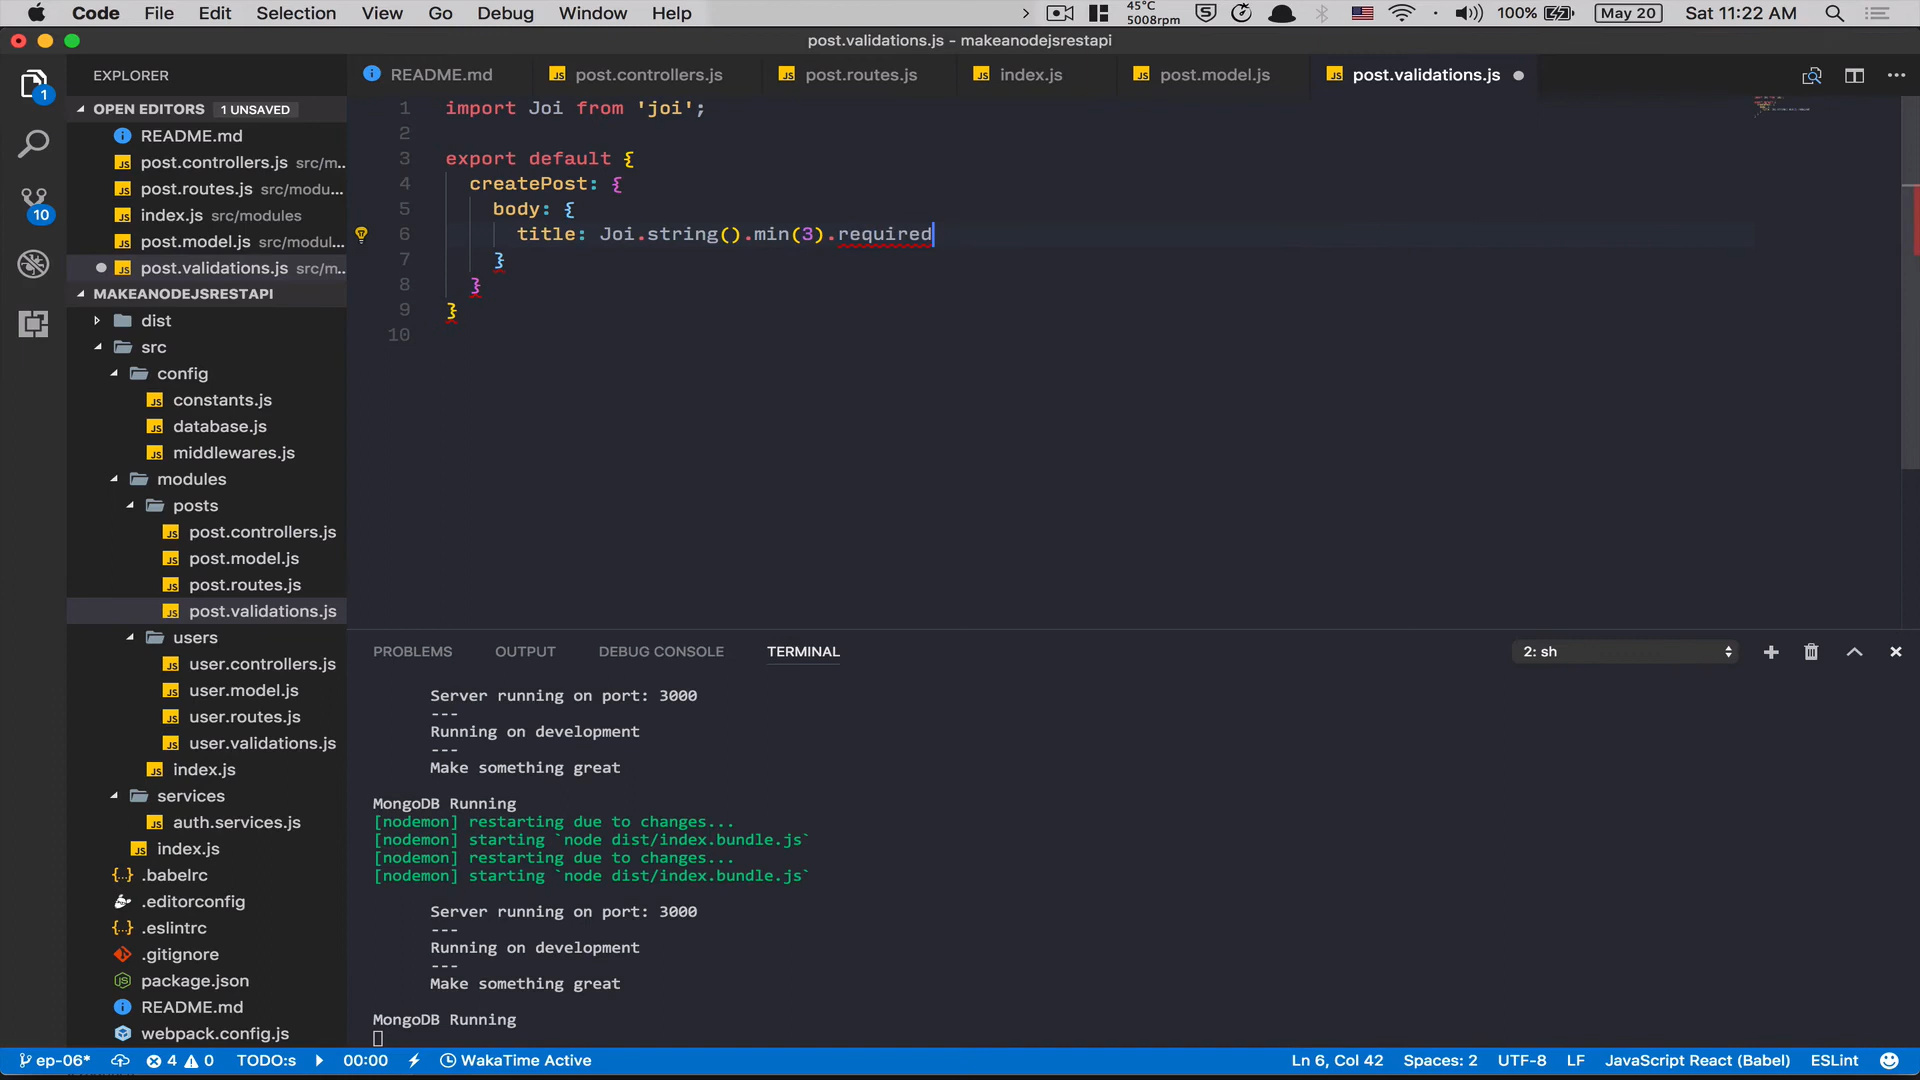 Code File Edit Selection View Go Debug Window Help 45°C 5008rpm 100% May 20 Sat 11:22 AM
post.validations.js - makeanodejsrestapi
EXPLORER
OPEN EDITORS 1 UNSAVED
README.md
post.controllers.js src/m...
post.routes.js src/modu...
index.js src/modules
post.model.js src/modul...
post.validations.js src/m...
MAKEANODEJSRESTAPI
dist
src
config
constants.js
database.js
middlewares.js
modules
posts
post.controllers.js
post.model.js
post.routes.js
post.validations.js
users
user.controllers.js
user.model.js
user.routes.js
user.validations.js
index.js
services
auth.services.js
index.js
.babelrc
.editorconfig
.eslintrc
.gitignore
package.json
README.md
webpack.config.js
1
10
README.md post.controllers.js post.routes.js index.js post.model.js post.validations.js
1 import Joi from 'joi';
2
3 export default {
4 createPost: {
5 body: {
6 title: Joi.string().min(3).required
7 }
8 }
9 }
10
PROBLEMS OUTPUT DEBUG CONSOLE TERMINAL 2: sh
Server running on port: 3000
---
Running on development
---
Make something great
MongoDB Running
[nodemon] restarting due to changes...
[nodemon] starting `node dist/index.bundle.js`
[nodemon] restarting due to changes...
[nodemon] starting `node dist/index.bundle.js`
Server running on port: 3000
---
Running on development
---
Make something great
MongoDB Running
ep-06* 4 0 TODO:s 00:00 WakaTime Active Ln 6, Col 42 Spaces: 2 UTF-8 LF JavaScript React (Babel) ESLint